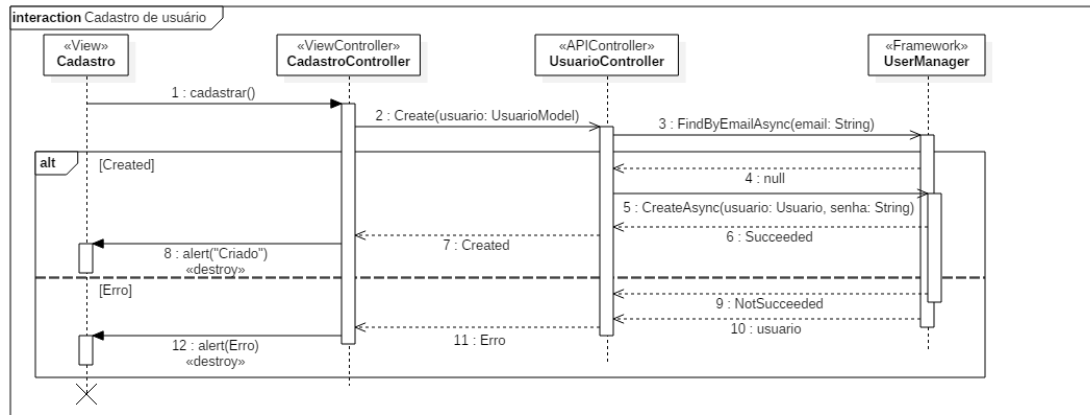 interaction Cadastro de usuário
«View»
Cadastro
«ViewController»
CadastroController
«APIController»
UsuarioController
«Framework»
UserManager
1 : cadastrar()
2 : Create(usuario: UsuarioModel)
3 : FindByEmailAsync(email: String)
alt
[Created]
4 : null
5 : CreateAsync(usuario: Usuario, senha: String)
6 : Succeeded
7 : Created
8 : alert("Criado")
«destroy»
[Erro]
9 : NotSucceeded
10 : usuario
11 : Erro
12 : alert(Erro)
«destroy»